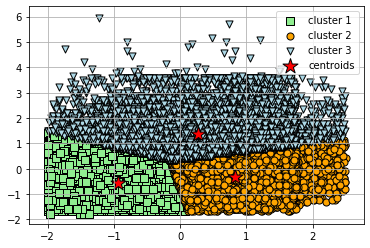 6
5
4
3
2
1
0
−1
−2
cluster 1
cluster 2
cluster 3
centroids
−2 −1 0 1 2